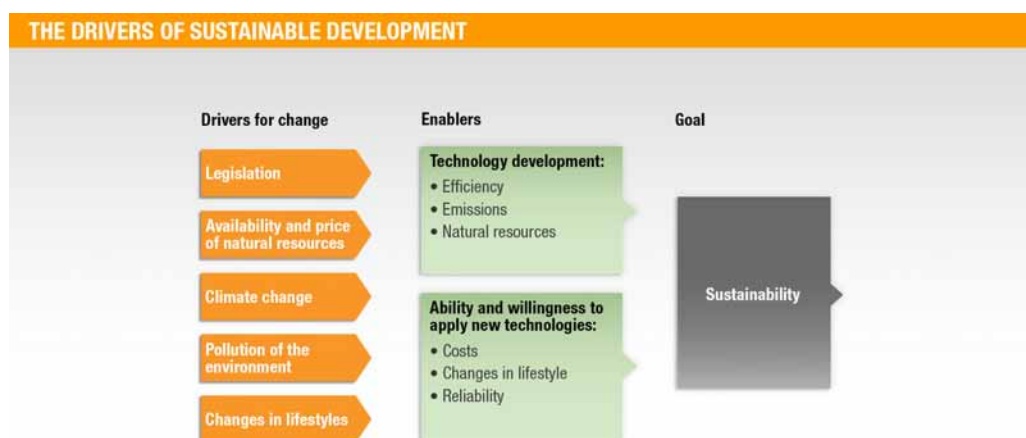 THE DRIVERS OF SUSTAINABLE DEVELOPMENT
Drivers for change
Legislation
Availability and price
of natural resources
Climate change
Pollution of the
environment
Changes in lifestyles
Enablers
Technology development:
• Efficiency
• Emissions
• Natural resources
Ability and willingness to
apply new technologies:
• Costs
• Changes in lifestyle
• Reliability
Goal
Sustainability